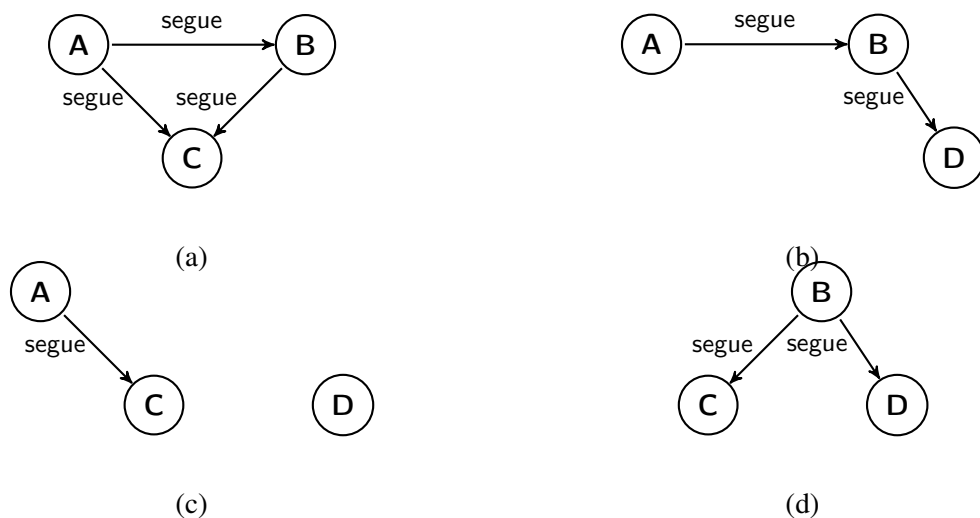 A segue B
segue segue
C
A segue B
segue
D
(a)
(b)
A
segue
C D
B
segue segue
C D
(c)
(d)